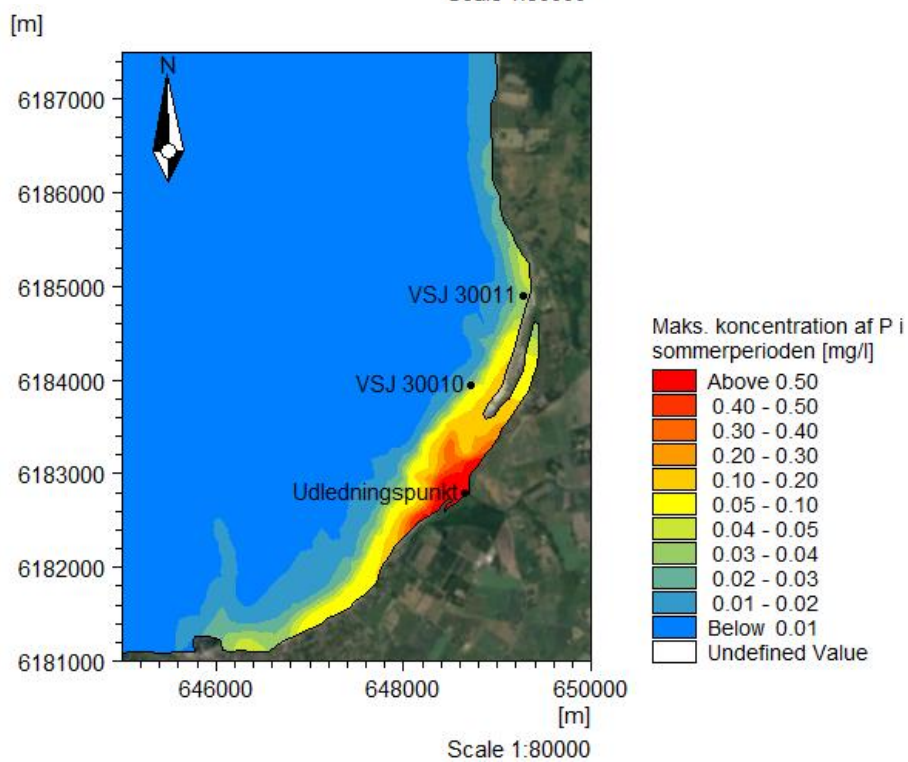 [m]
N
6187000
6186000
6185000
VSJ 30011
6184000
VSJ 30010
6183000
Udledningspunkt
6182000
6181000
646000
648000
650000
[m]
Scale 1:80000
Maks. koncentration af P i
sommerperioden [mg/l]
Above 0.50
0.40 - 0.50
0.30 - 0.40
0.20 - 0.30
0.10 - 0.20
0.05 - 0.10
0.04 - 0.05
0.03 - 0.04
0.02 - 0.03
0.01 - 0.02
Below 0.01
Undefined Value